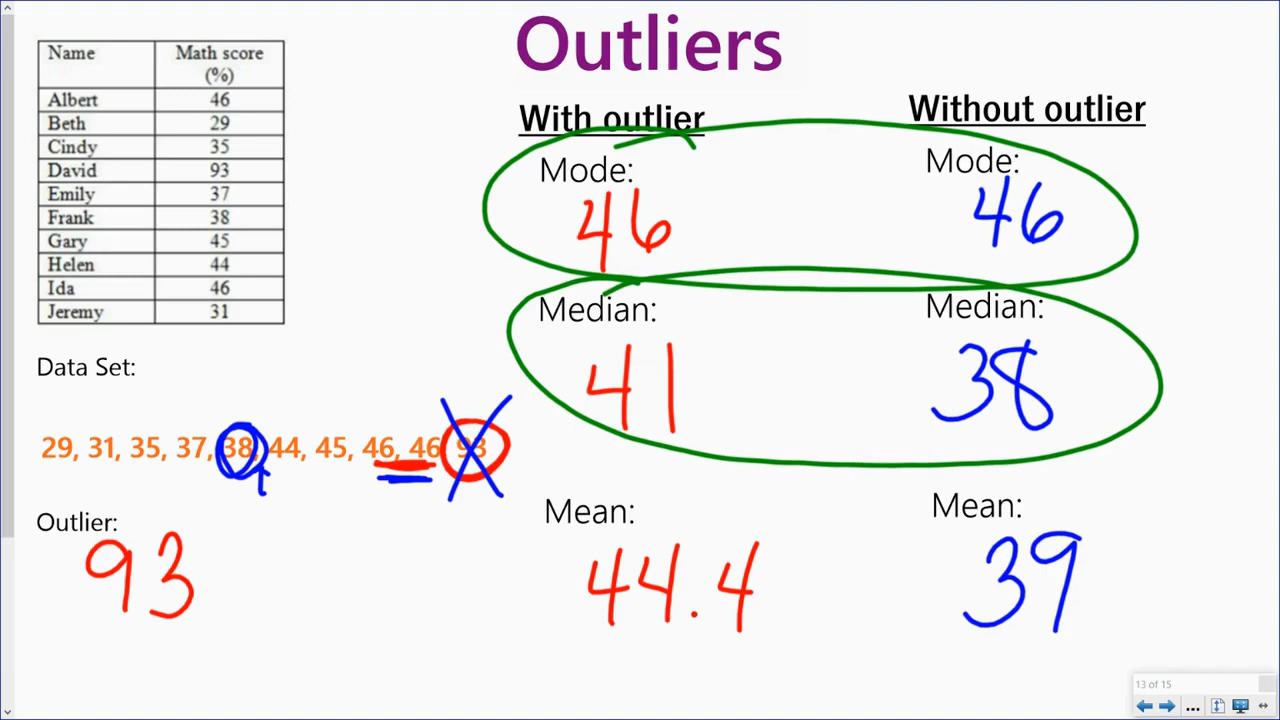 Outliers
Name Math score (%)
Albert 46
Beth 29
Cindy 35
David 93
Emily 37
Frank 38
Gary 45
Helen 44
Ida 46
Jeremy 31
Data Set:
29, 31, 35, 37, 38, 44, 45, 46, 46 93
Outlier:
93
With outlier
Mode:
46
Median:
41
Mean:
44.4
Without outlier
Mode:
46
Median:
38
Mean:
39
13 of 15